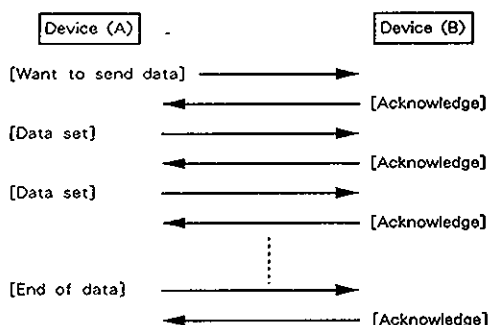 Device (A) Device (B)
[Want to send data]
[Acknowledge]
[Data set]
[Acknowledge]
[Data set]
[Acknowledge]
[End of data]
[Acknowledge]